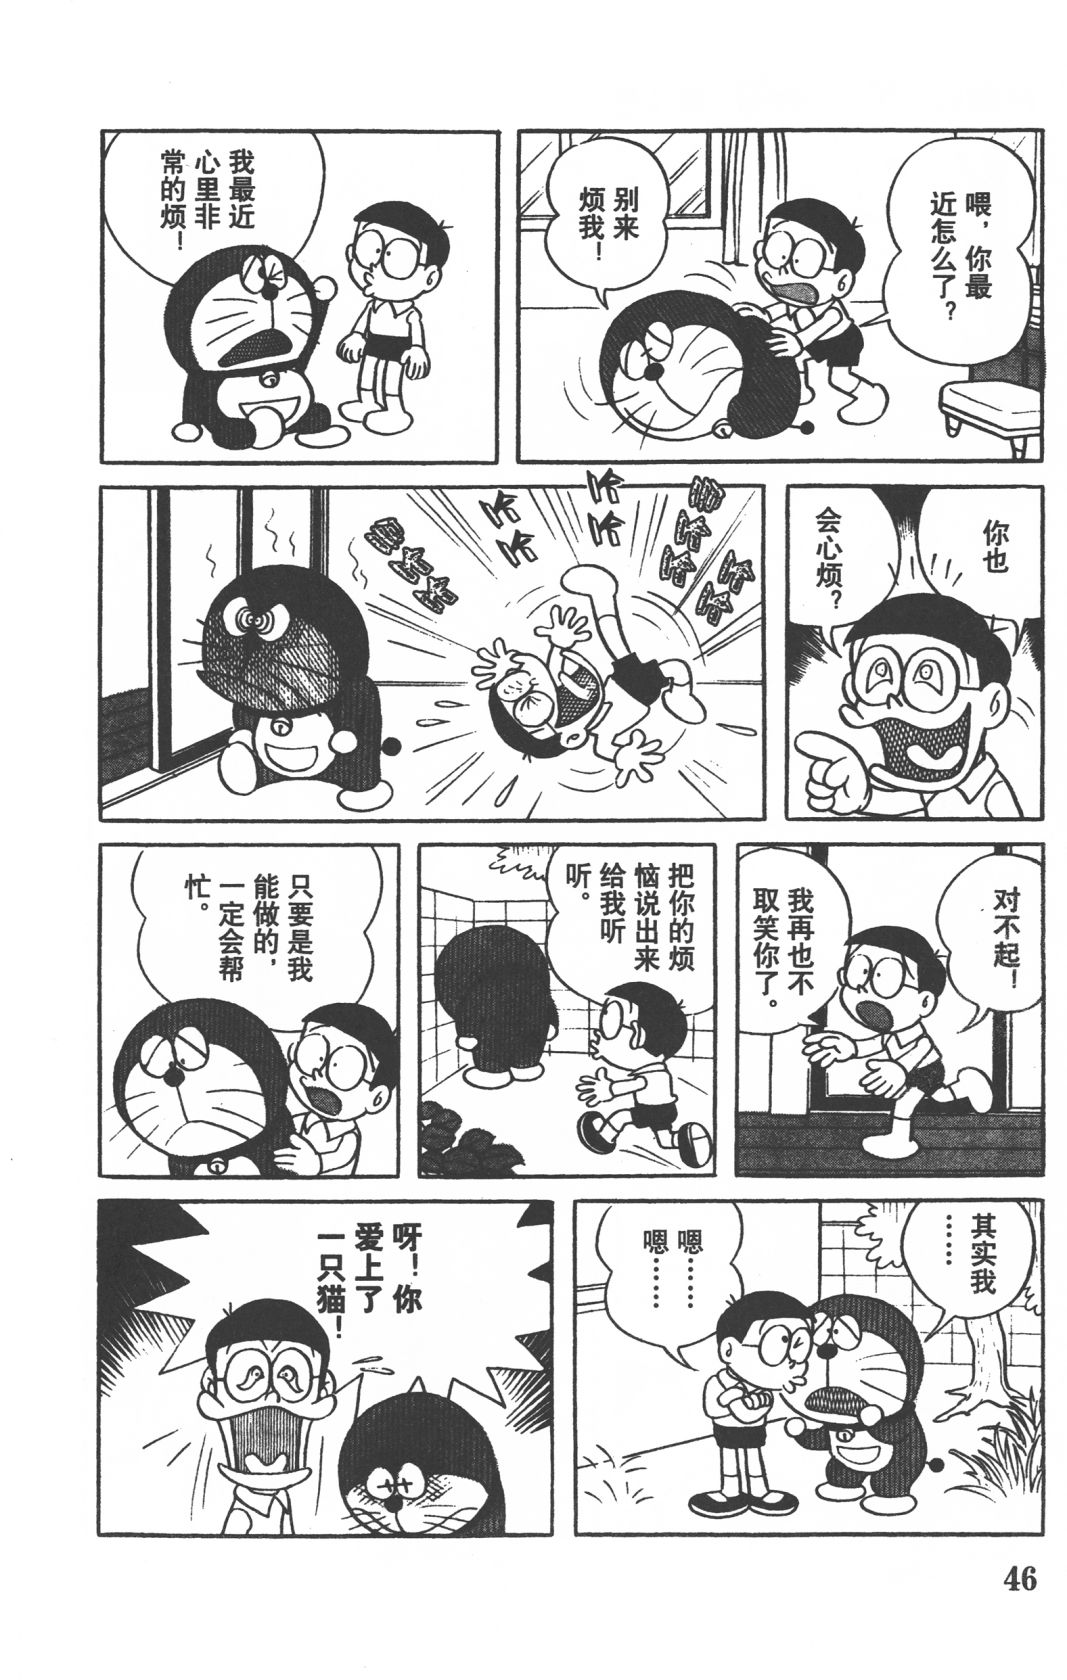 喂，你最
近怎么了？
别来
烦我！
我最近
心里非
常的烦！
你也
会心烦？
哈
哈
哈
哈
哈
哈
哈
哈
对不起！
我再也不
取笑你了。
把你的烦
恼说出来
给我听
听。
只要是我
能做的，
一定会帮
忙。
其实我
……
嗯……
嗯……
呀！你
爱上了
一只猫！
46